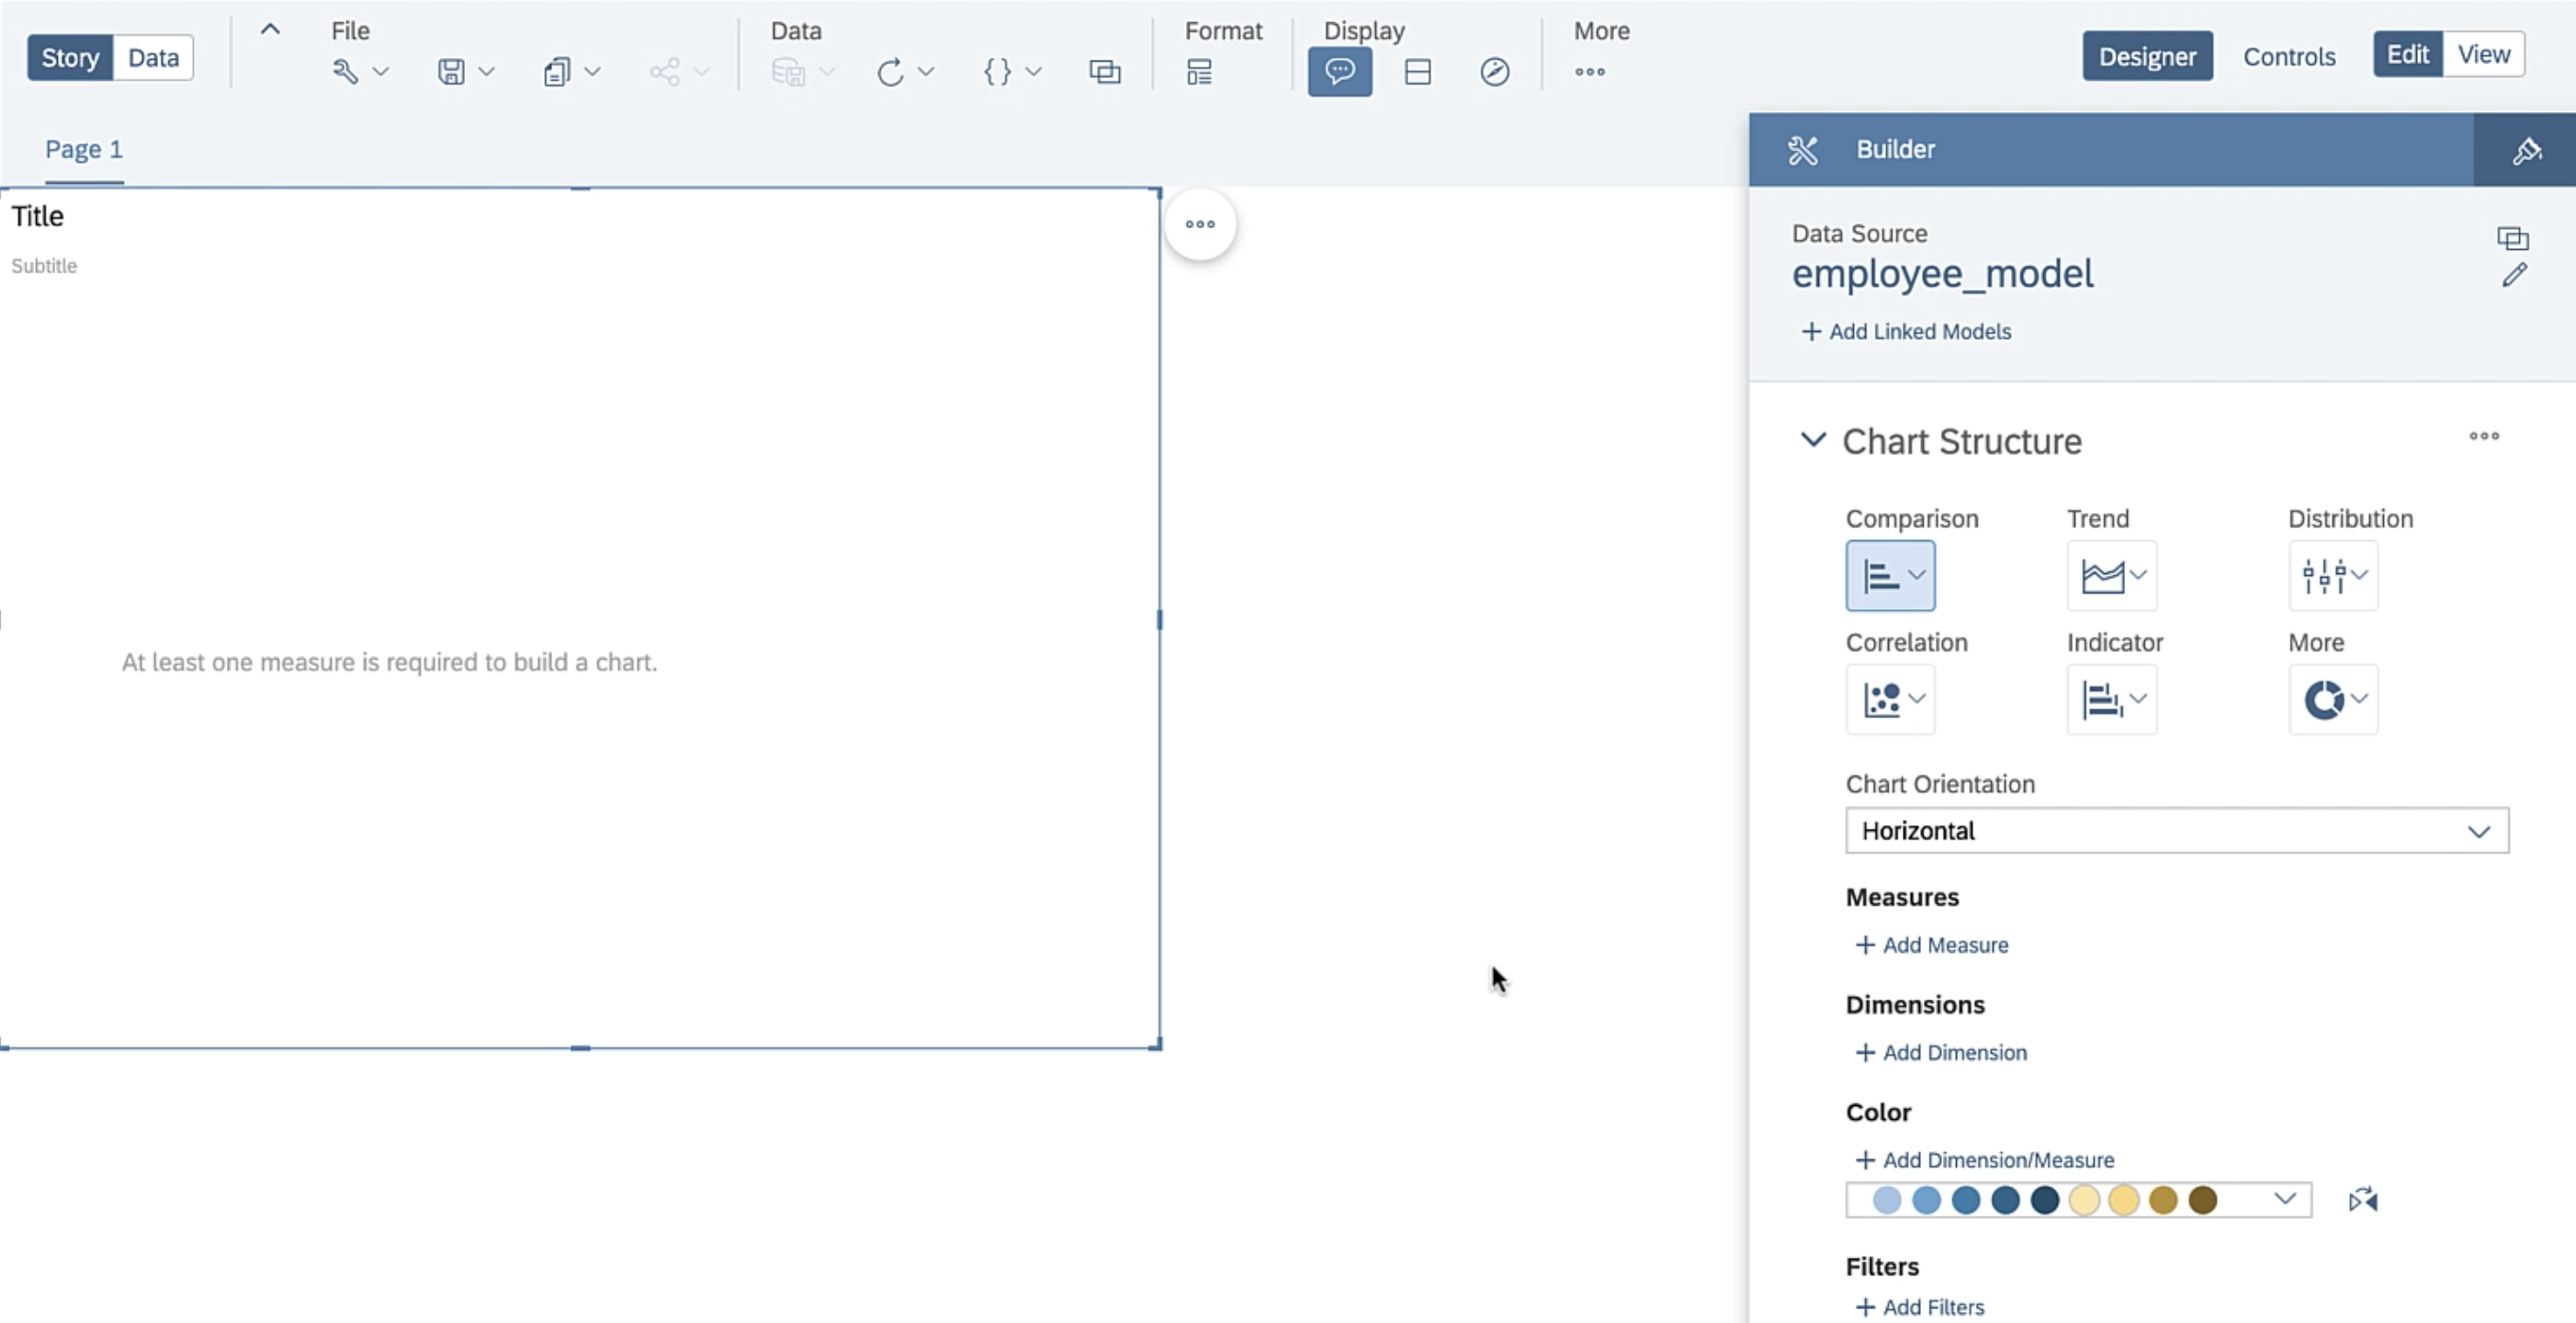 Story Data
File
Data
Format
Display
More
Designer Controls Edit View
Page 1
Title
Subtitle
At least one measure is required to build a chart.
Builder
Data Source
employee_model
+ Add Linked Models
Chart Structure
Comparison Trend Distribution
Correlation Indicator More
Chart Orientation
Horizontal
Measures
+ Add Measure
Dimensions
+ Add Dimension
Color
+ Add Dimension/Measure
Filters
+ Add Filters